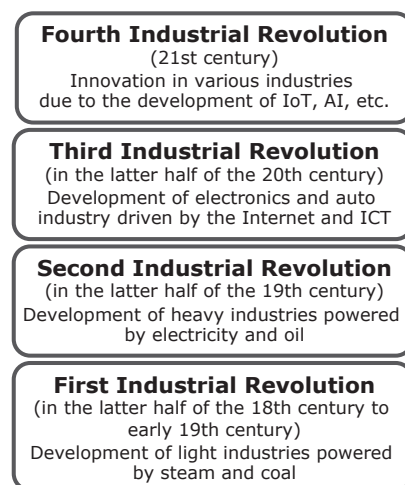 Fourth Industrial Revolution
(21st century)
Innovation in various industries
due to the development of IoT, AI, etc.
Third Industrial Revolution
(in the latter half of the 20th century)
Development of electronics and auto
industry driven by the Internet and ICT
Second Industrial Revolution
(in the latter half of the 19th century)
Development of heavy industries powered
by electricity and oil
First Industrial Revolution
(in the latter half of the 18th century to
early 19th century)
Development of light industries powered
by steam and coal